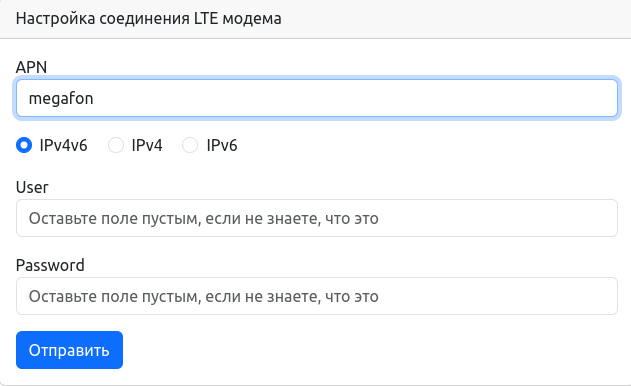 Настройка соединения LTE модема
APN
megafon
IPv4v6 IPv4 IPv6
User
Оставьте поле пустым, если не знаете, что это
Password
Оставьте поле пустым, если не знаете, что это
Отправить